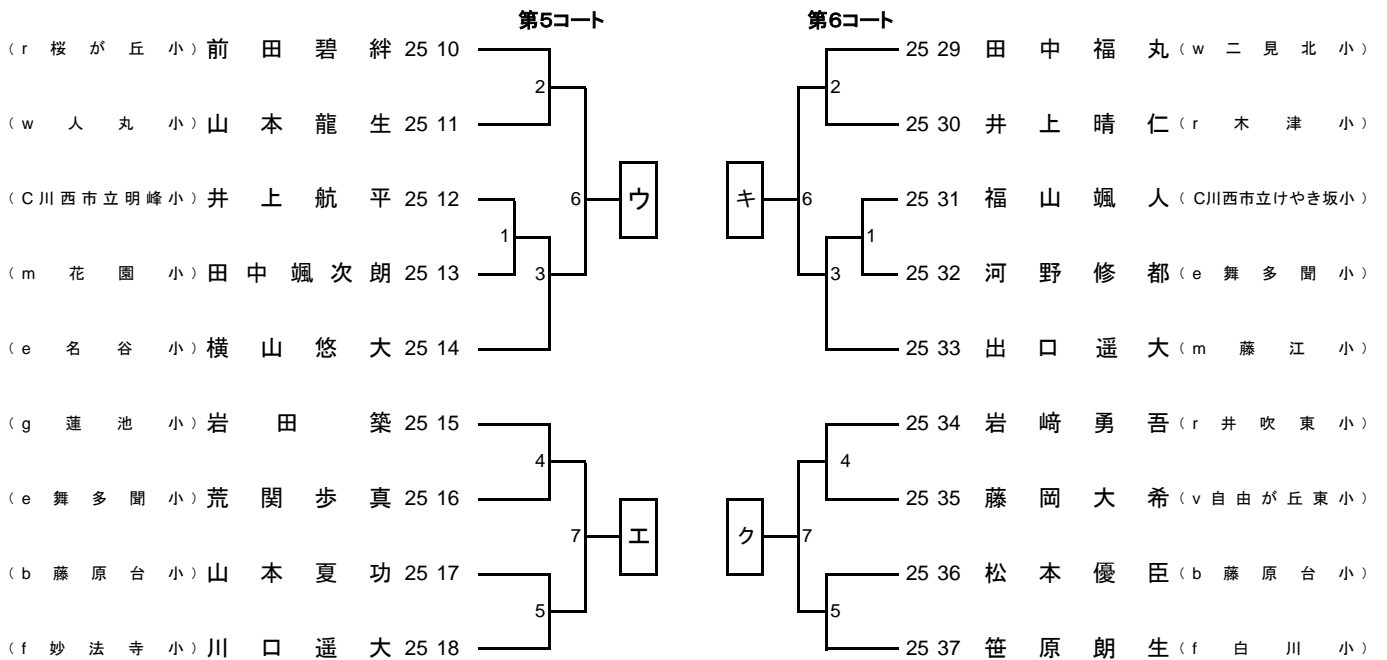 第5コート
第6コート
（r 桜が丘小）前田碧絆 25 10
25 29 田中福丸（w 二見北小）
2
2
（w 人丸小）山本龍生 25 11
25 30 井上晴仁（r 木津小）
（C川西市立明峰小）井上航平 25 12
6
ウ
キ
6
25 31 福山颯人（C川西市立けやき坂小）
1
1
（m 花園小）田中颯次朗 25 13
3
3
25 32 河野修都（e 舞多聞小）
（e 名谷小）横山悠大 25 14
25 33 出口遥大（m 藤江小）
（g 蓮池小）岩田築 25 15
25 34 岩﨑勇吾（r 井吹東小）
4
4
（e 舞多聞小）荒関歩真 25 16
25 35 藤岡大希（v 自由が丘東小）
7
エ
ク
7
（b 藤原台小）山本夏功 25 17
25 36 松本優臣（b 藤原台小）
5
5
（f 妙法寺小）川口遥大 25 18
25 37 笹原朗生（f 白川小）